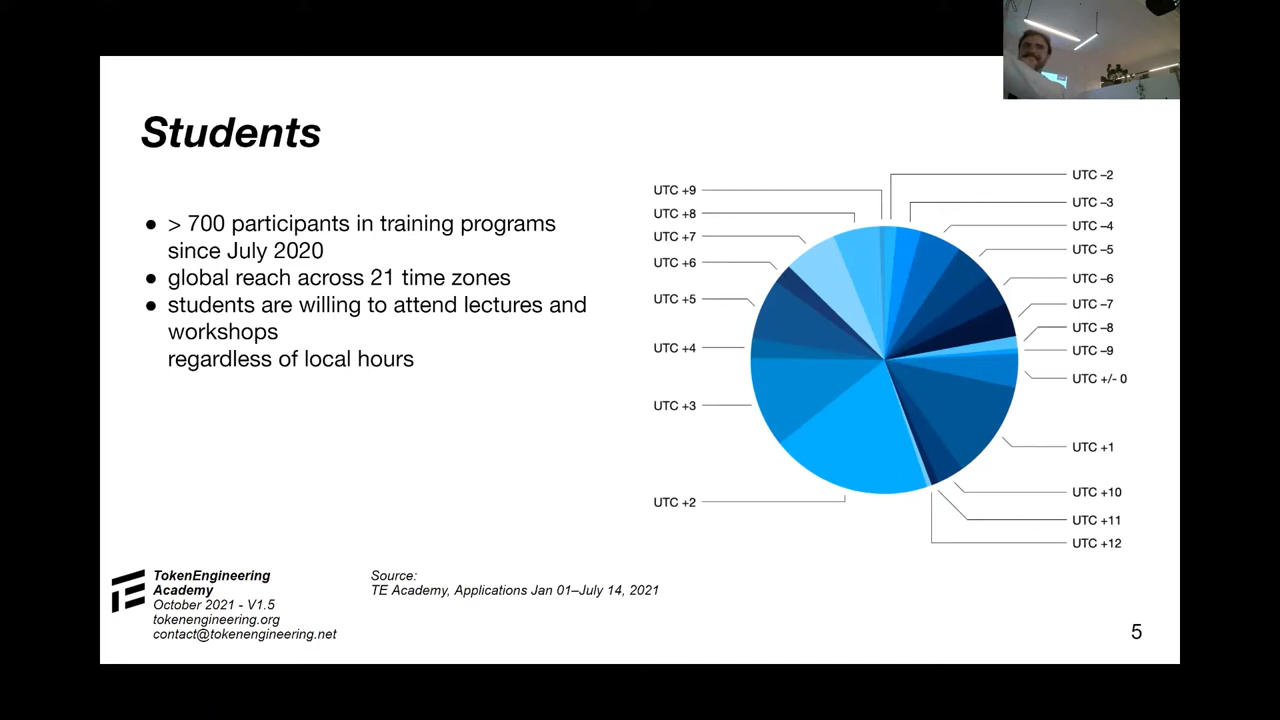 Students
● > 700 participants in training programs
since July 2020
● global reach across 21 time zones
● students are willing to attend lectures and
workshops
regardless of local hours
UTC +9
UTC +8
UTC +7
UTC +6
UTC +5
UTC +4
UTC +3
UTC +2
UTC –2
UTC –3
UTC –4
UTC –5
UTC –6
UTC –7
UTC –8
UTC –9
UTC +/- 0
UTC +1
UTC +10
UTC +11
UTC +12
TokenEngineering
Academy
October 2021 - V1.5
tokenengineering.org
contact@tokenengineering.net
Source:
TE Academy, Applications Jan 01–July 14, 2021
5